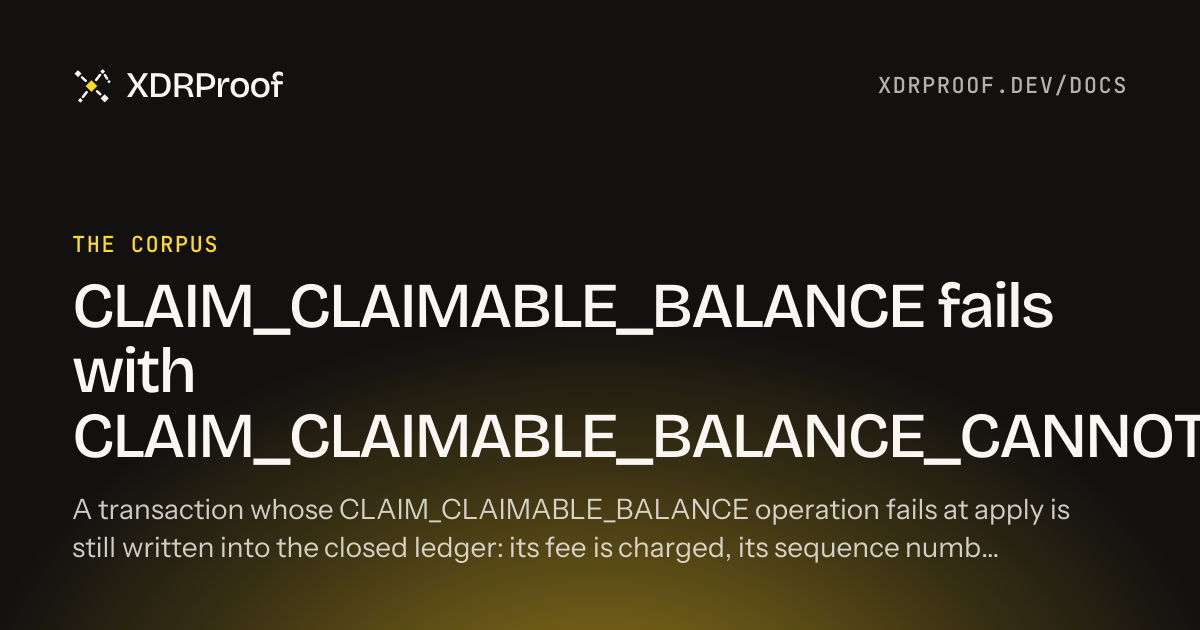 XDRProof
XDRPROOF.DEV/DOCS
THE CORPUS
CLAIM_CLAIMABLE_BALANCE fails
with
CLAIM_CLAIMABLE_BALANCE_CANNOT
A transaction whose CLAIM_CLAIMABLE_BALANCE operation fails at apply is
still written into the closed ledger: its fee is charged, its sequence numb...